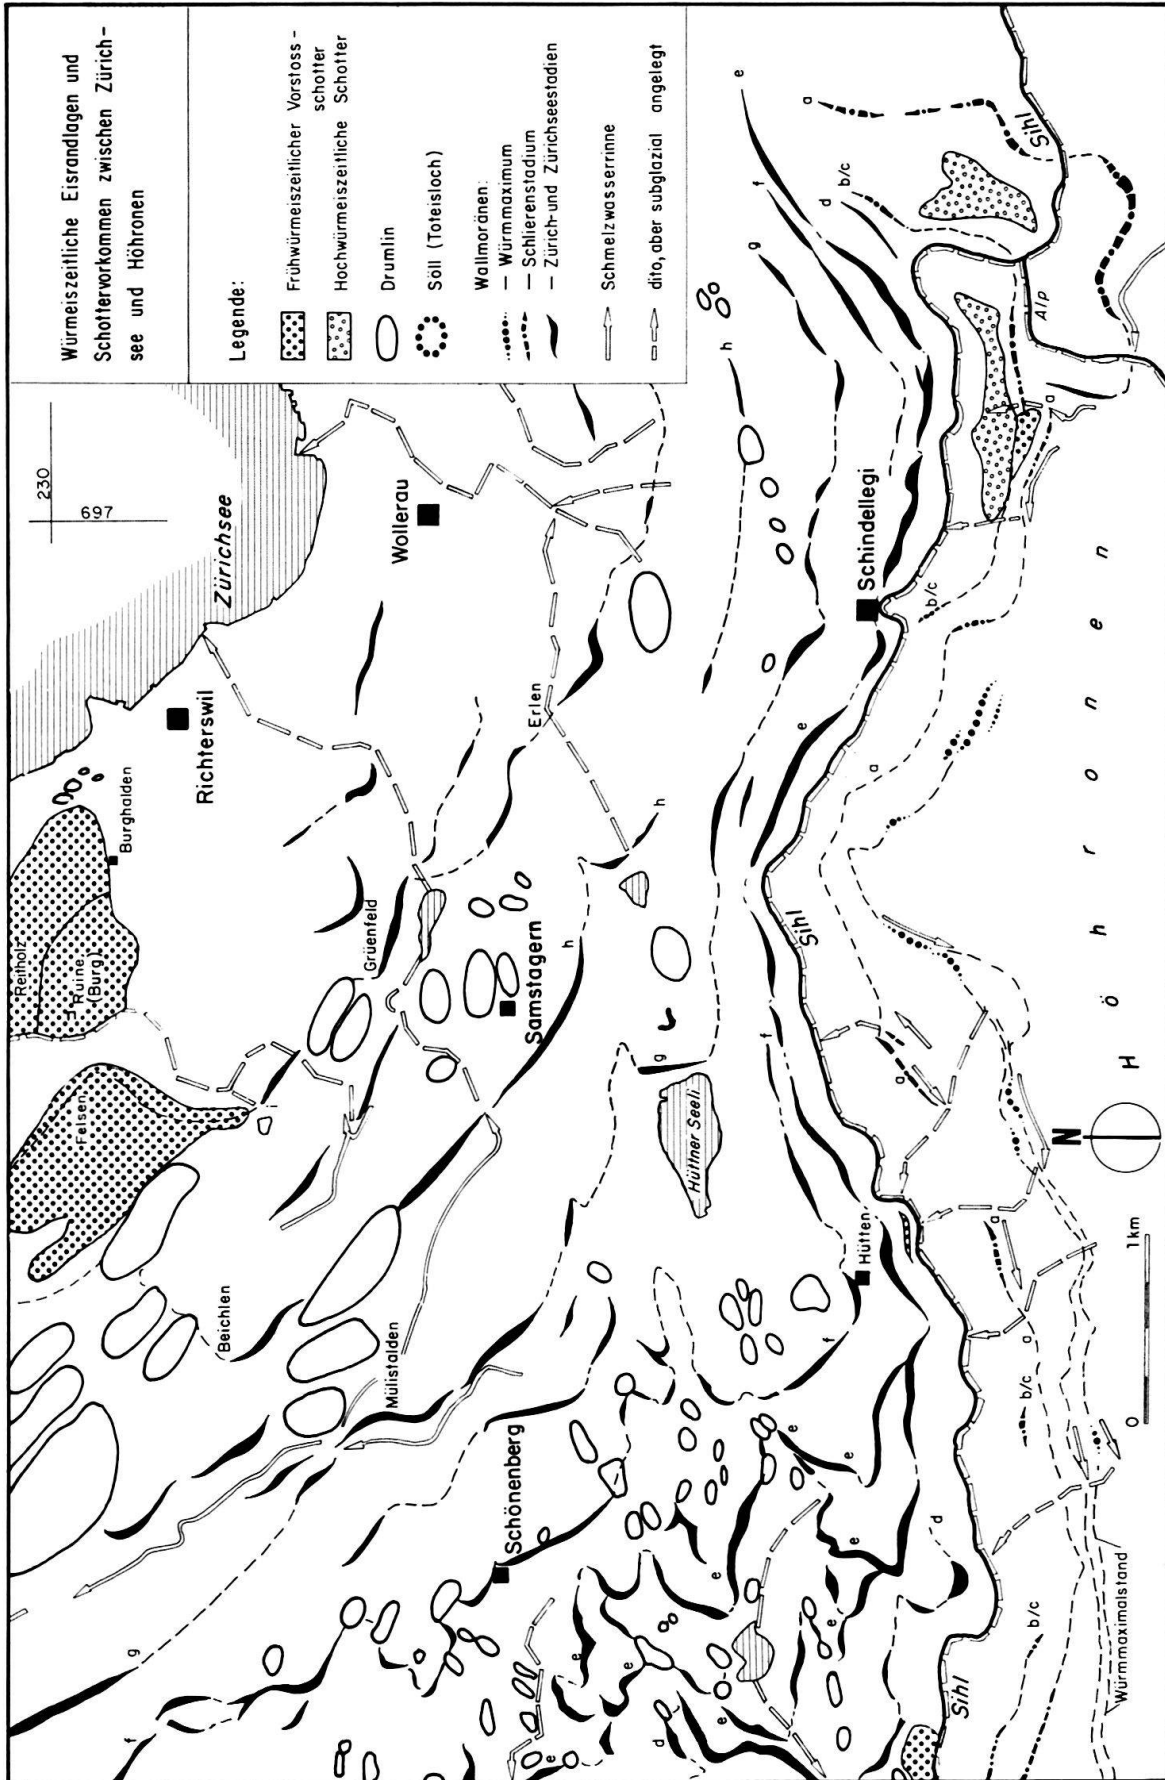 Würmeiszeitliche Eisrandlagen und
Schottervorkommen zwischen Zürich-
see und Höhronen
Legende:
Frühwürmeiszeitlicher Vorstoss-
schotter
Hochwürmeiszeitliche Schotter
Drumlin
Söll (Toteisloch)
Wallmoränen:
– Würmmaximum
– Schlierenstadium
– Zürich- und Zürichseestadien
Schmelzwasserrinne
dito, aber subglazial angelegt
230
697
Zürichsee
Richterswil
Wollerau
Burghalden
Reitholz
Ruine
(Burg)
Felsen
Grüenfeld
Samstagern
Erlen
Beichlen
Mülistalden
Schönenberg
Hüttner Seeli
Hütten
Schindellegi
Sihl
Sihl
Sihl
Alp
Höhronen
N
0
1km
Würmmaximalstand
a
a
a
a
a
a
b/c
b/c
b/c
b/c
d
d
d
e
e
e
e
e
e
e
e
e
e
e
f
f
f
f
g
g
g
h
h
h